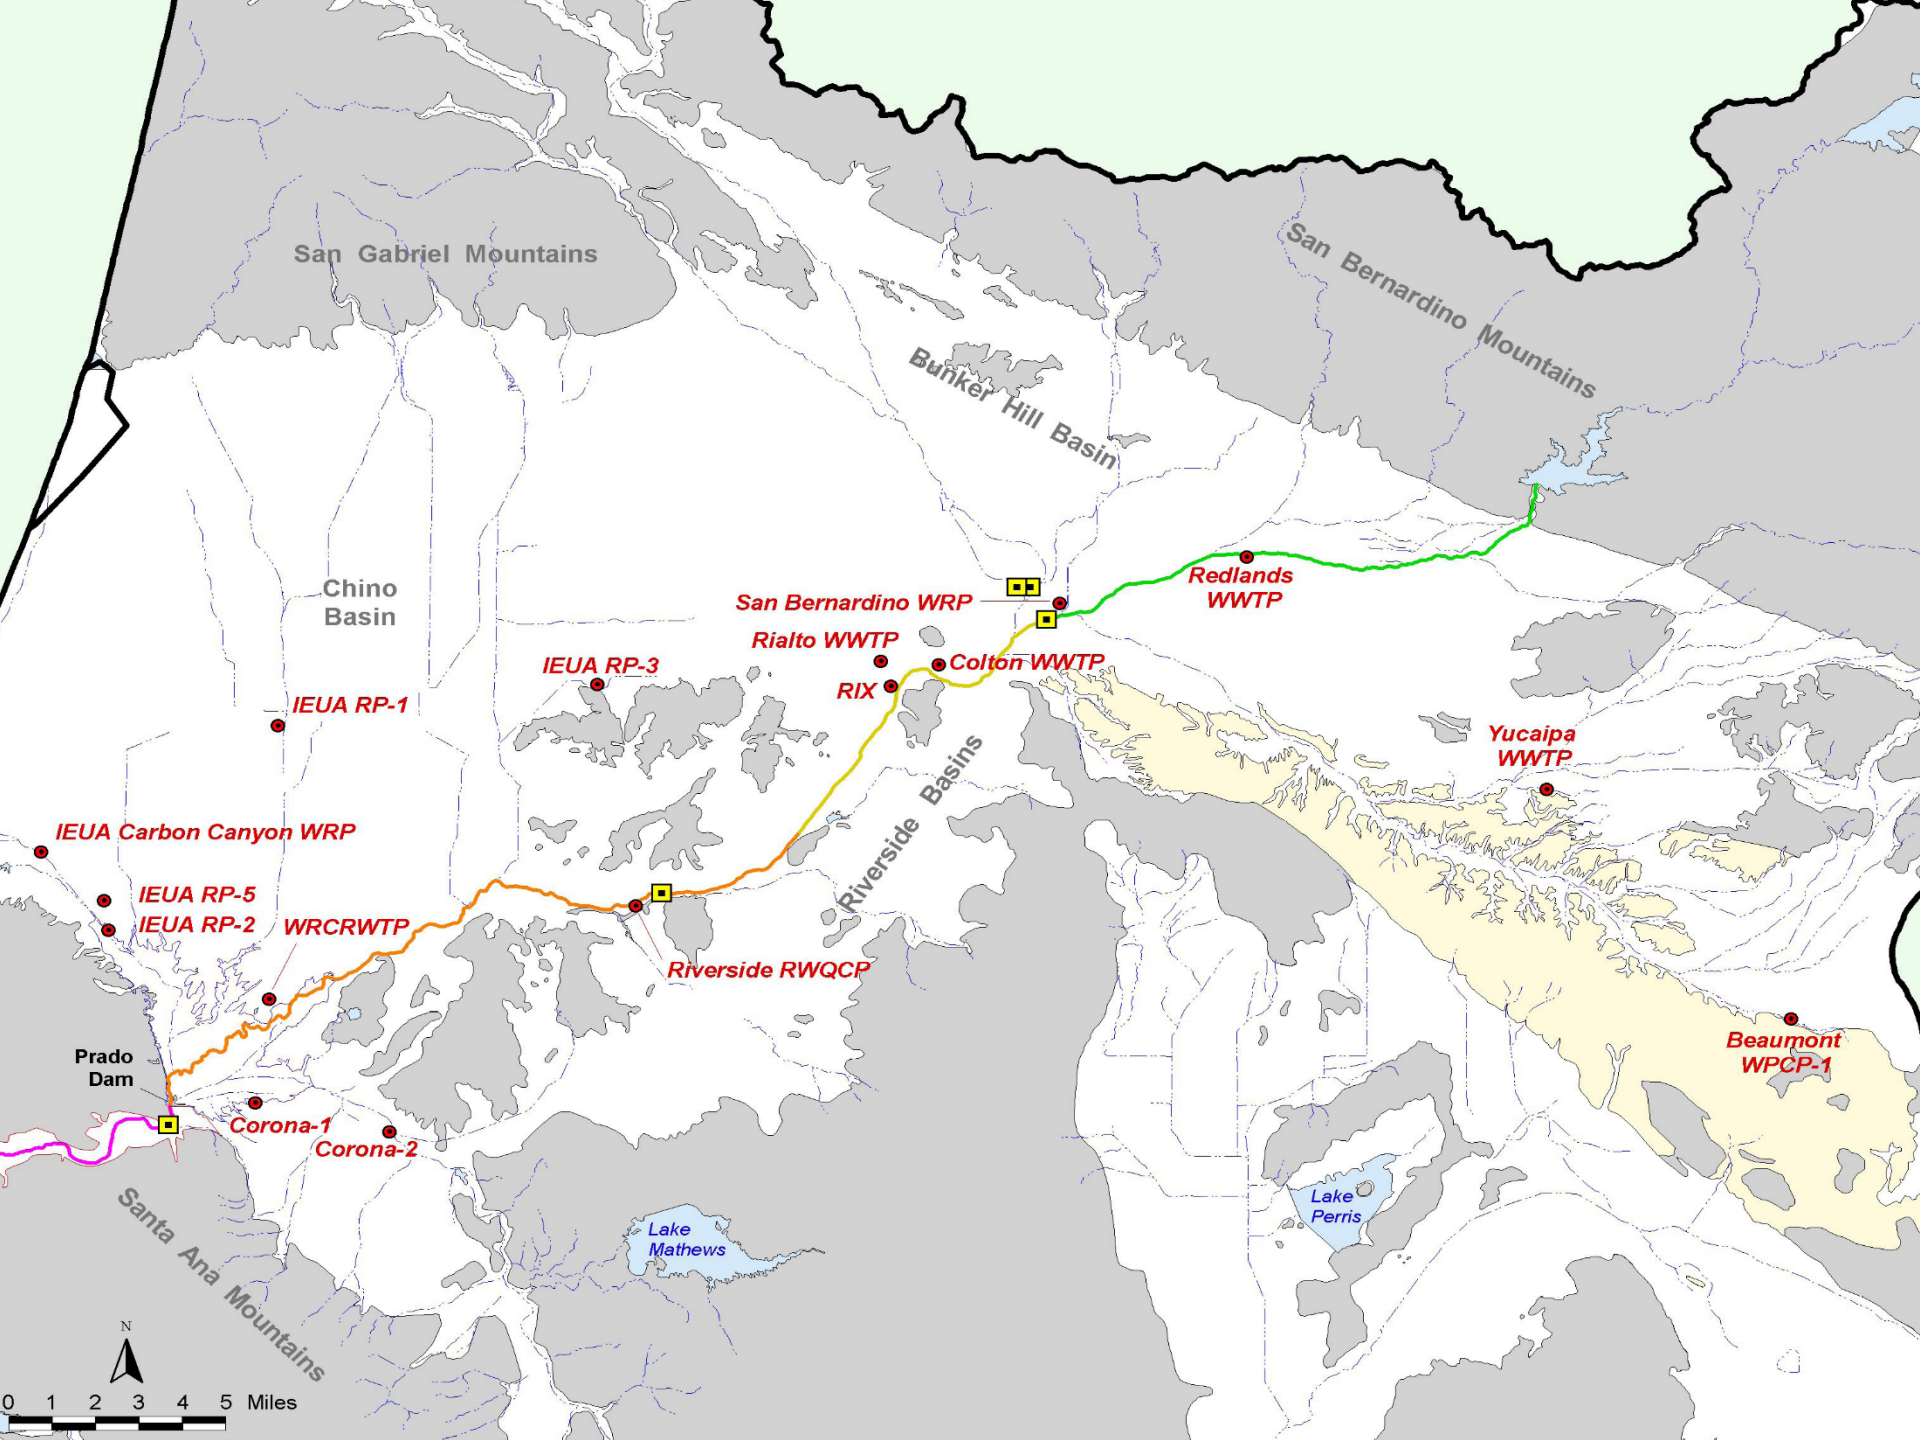 San Gabriel Mountains
San Bernardino Mountains
Bunker Hill Basin
Chino
Basin
Redlands
WWTP
San Bernardino WRP
Rialto WWTP
Colton WWTP
IEUA RP-3
RIX
IEUA RP-1
Yucaipa
WWTP
Riverside Basins
IEUA Carbon Canyon WRP
IEUA RP-5
IEUA RP-2
WRCRWTP
Riverside RWQCP
Beaumont
WPCP-1
Prado
Dam
Corona-1
Corona-2
Santa Ana Mountains
Lake
Perris
Lake
Mathews
N
0 1 2 3 4 5 Miles